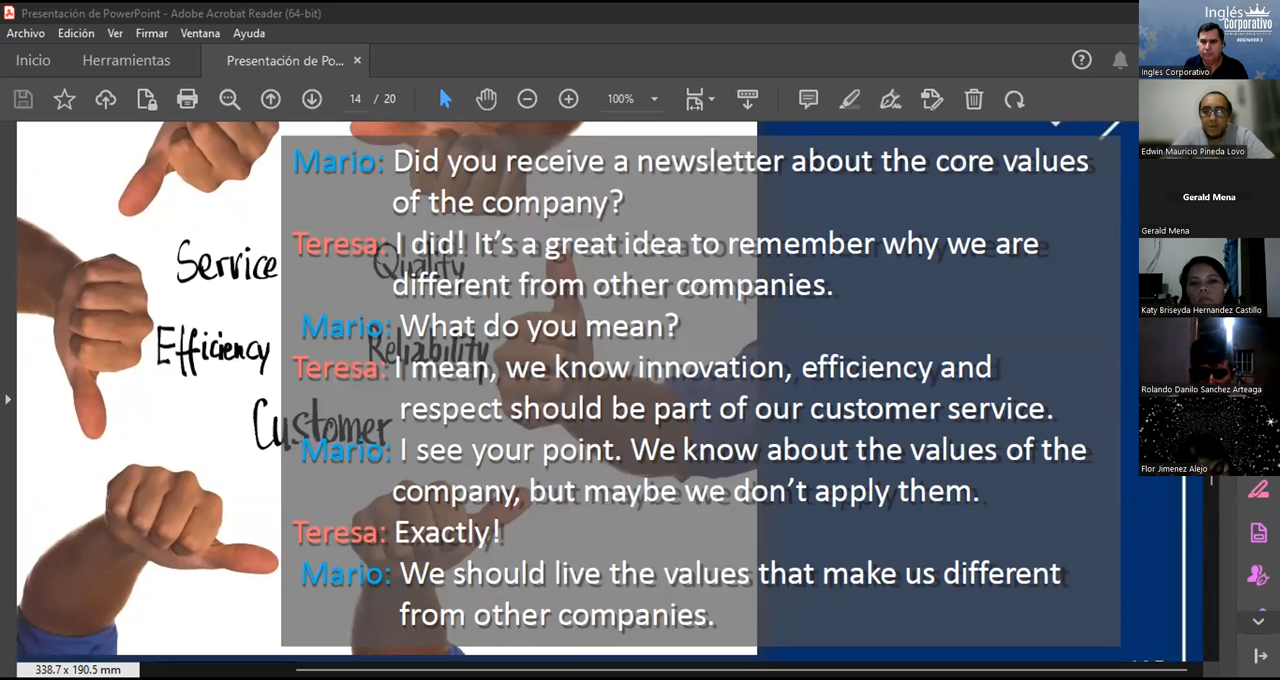 Presentación de PowerPoint - Adobe Acrobat Reader (64-bit)
Archivo Edición Ver Firmar Ventana Ayuda
Inicio Herramientas Presentación de Po... ×
14 / 20 100%
Mario: Did you receive a newsletter about the core values
of the company?
Teresa: I did! It's a great idea to remember why we are
different from other companies.
Mario: What do you mean?
Teresa: I mean, we know innovation, efficiency and
respect should be part of our customer service.
Mario: I see your point. We know about the values of the
company, but maybe we don't apply them.
Teresa: Exactly!
Mario: We should live the values that make us different
from other companies.
Service
Quality
Efficiency
Reliability
Customer
338.7 x 190.5 mm
Inglés
Corporativo
BEGINNER 3
Ingles Corporativo
Edwin Mauricio Pineda Lovo
Gerald Mena
Gerald Mena
Katy Briseyda Hernandez Castillo
Rolando Danilo Sanchez Arteaga
Flor Jimenez Alejo